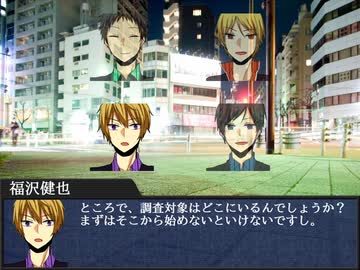 福沢健也
ところで、調査対象はどこにいるんでしょうか？
まずはそこから始めないといけないですし。